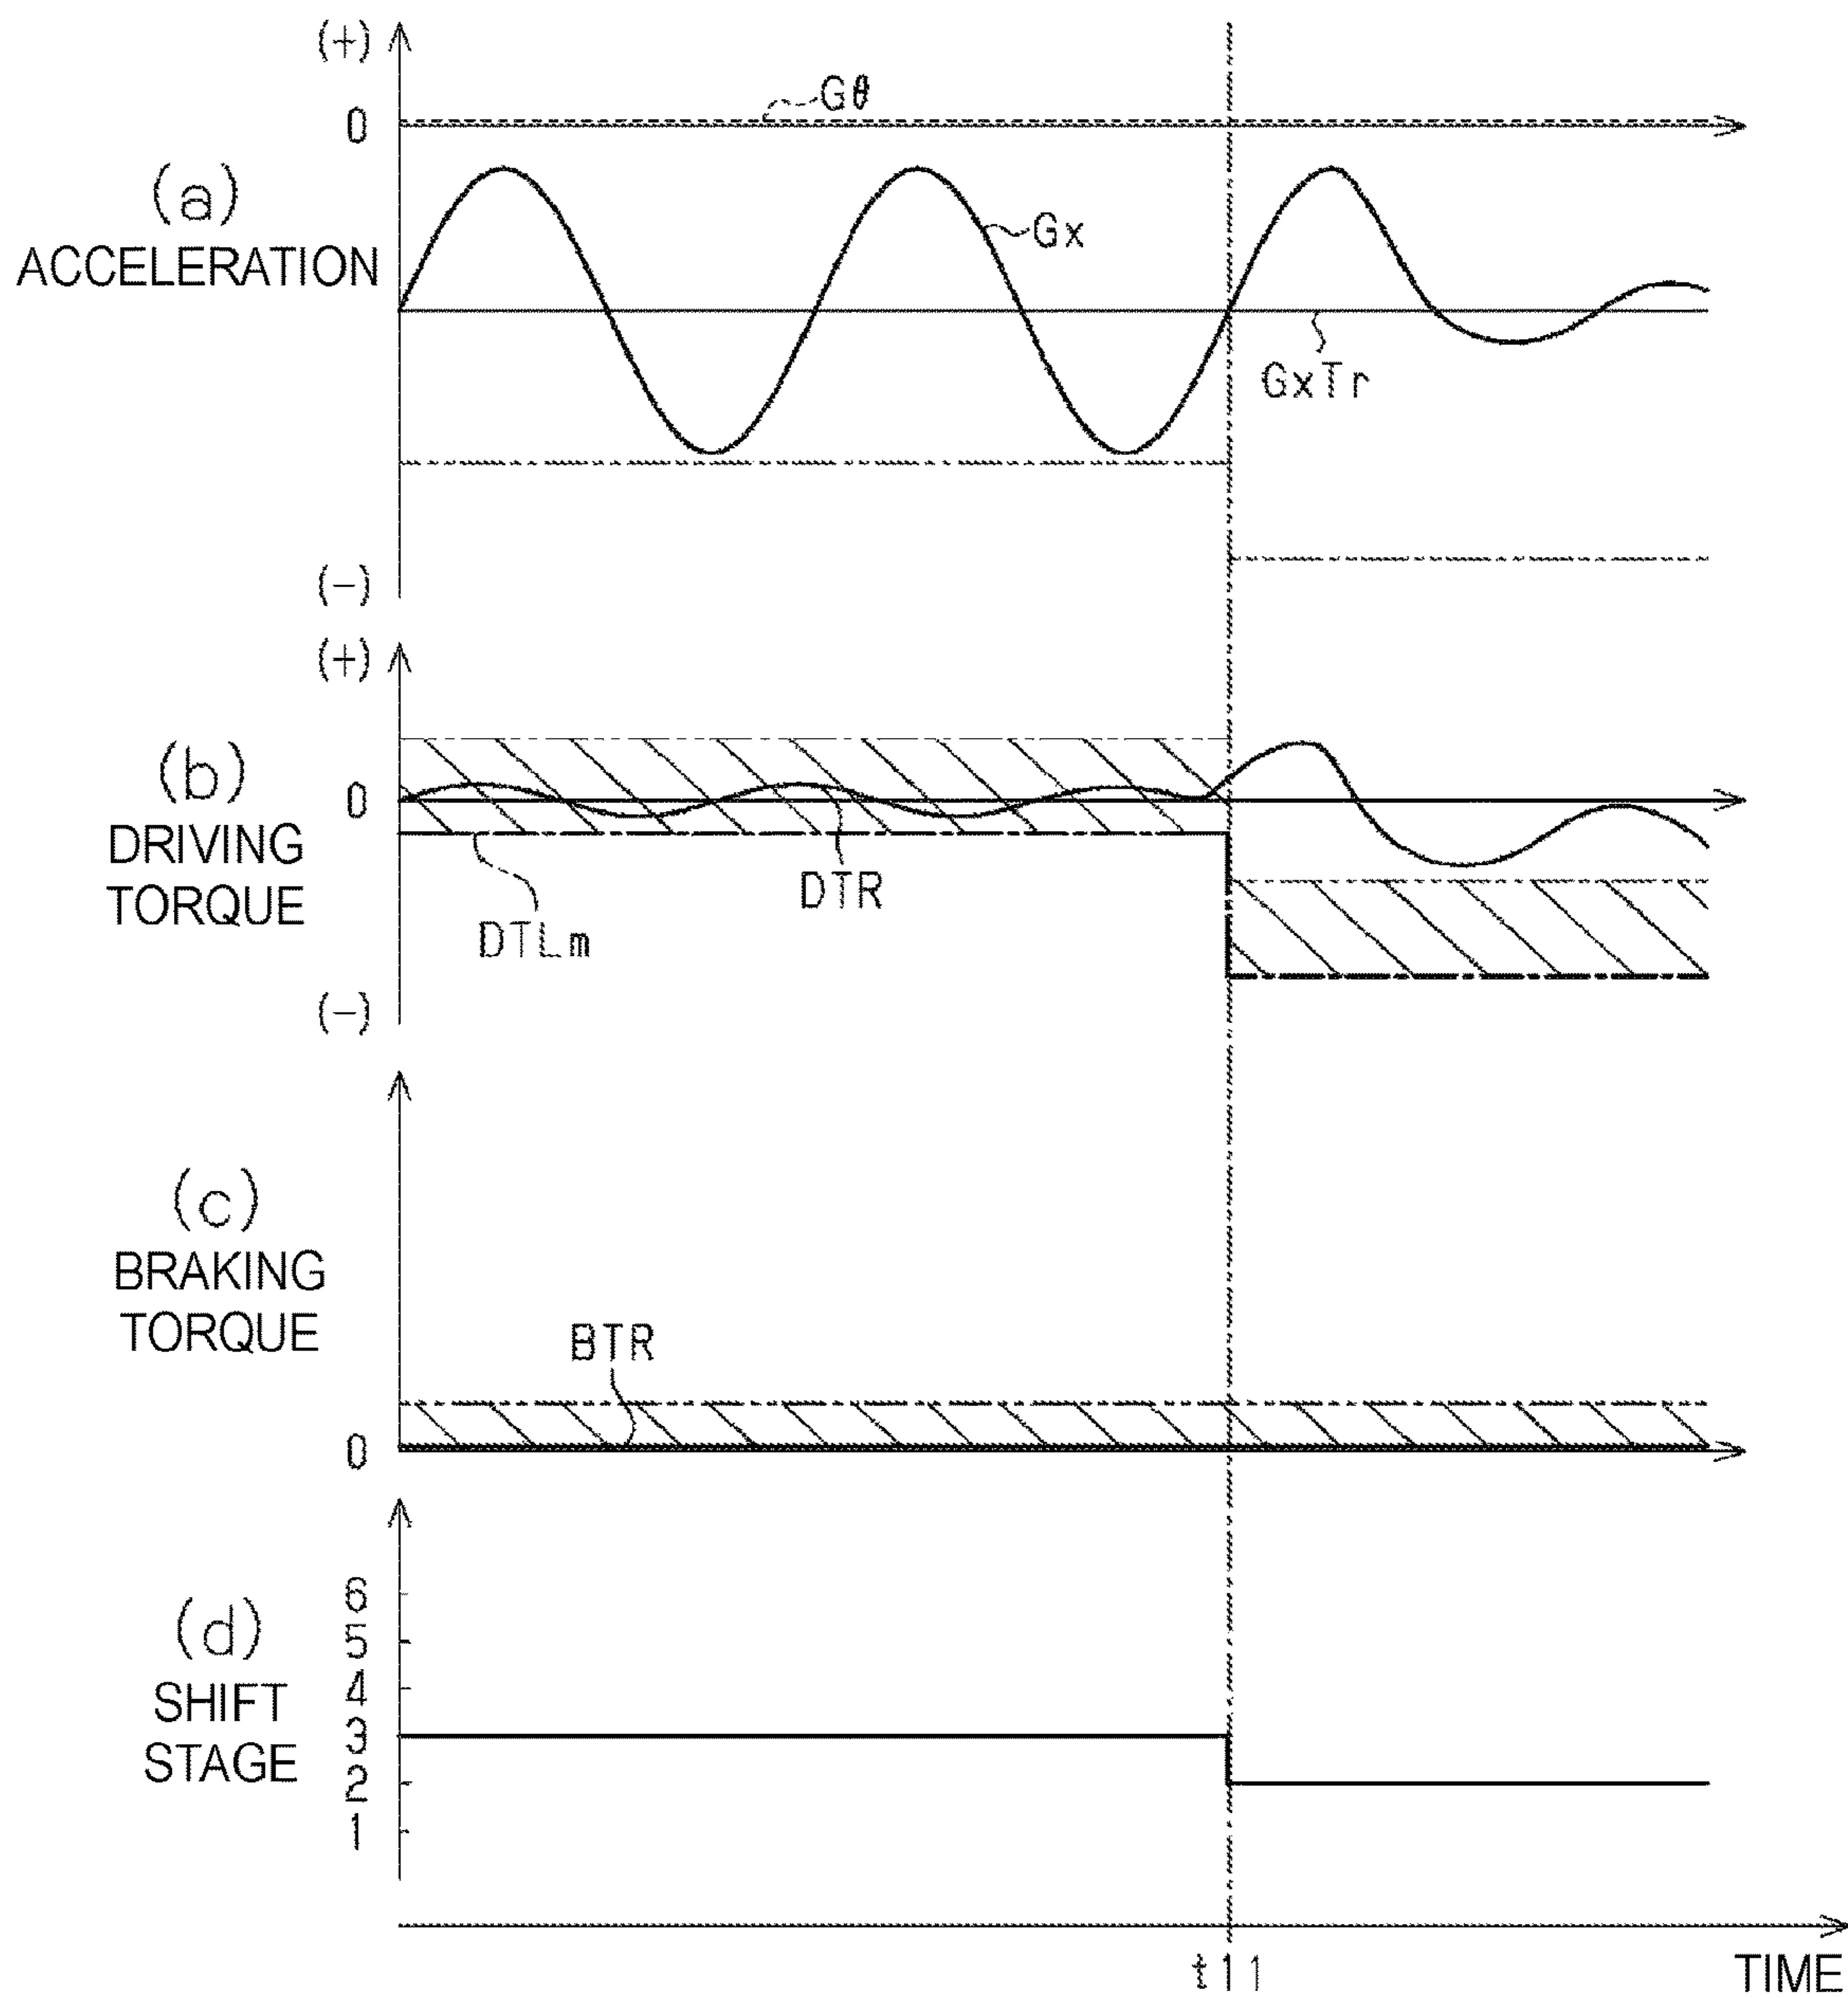 (+)
Gθ
0
(a)
ACCELERATION
Gx
GxTr
(-)
(+)
(b)
DRIVING
TORQUE
0
DTR
DTLm
(-)
(c)
BRAKING
TORQUE
BTR
0
(d)
SHIFT
STAGE
6
5
4
3
2
1
t11
TIME